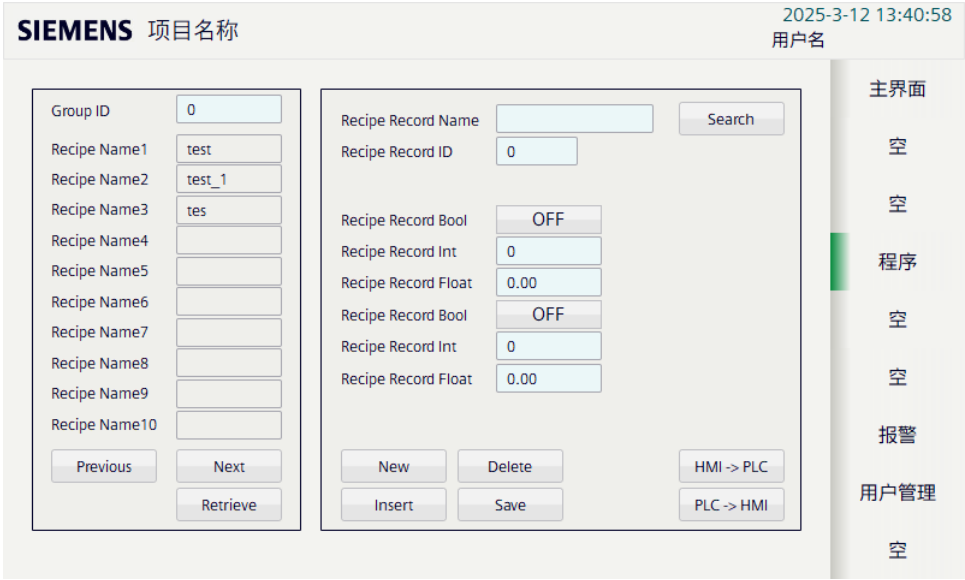 SIEMENS 项目名称
2025-3-12 13:40:58
用户名
Group ID 0
Recipe Name1 test
Recipe Name2 test_1
Recipe Name3 tes
Recipe Name4
Recipe Name5
Recipe Name6
Recipe Name7
Recipe Name8
Recipe Name9
Recipe Name10
Previous Next
Retrieve
Recipe Record Name Search
Recipe Record ID 0
Recipe Record Bool OFF
Recipe Record Int 0
Recipe Record Float 0.00
Recipe Record Bool OFF
Recipe Record Int 0
Recipe Record Float 0.00
New Delete HMI -> PLC
Insert Save PLC -> HMI
主界面
空
空
程序
空
空
报警
用户管理
空